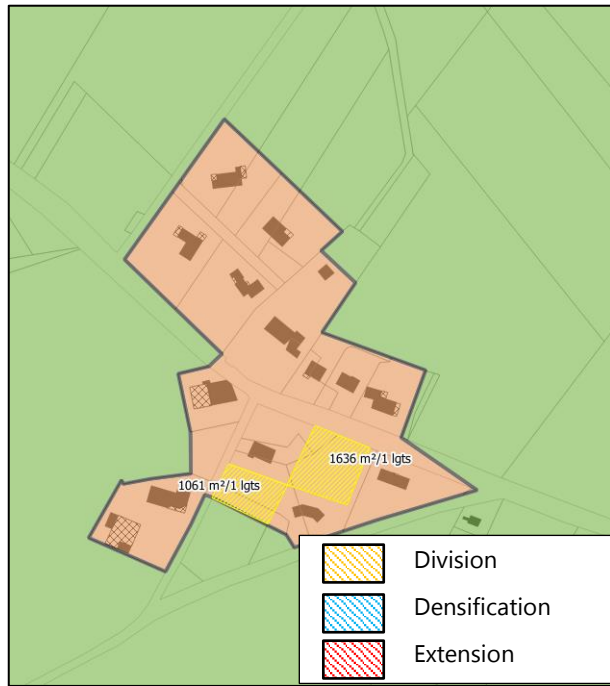 1636 m²/1 lgts
1061 m²/1 lgts
Division
Densification
Extension